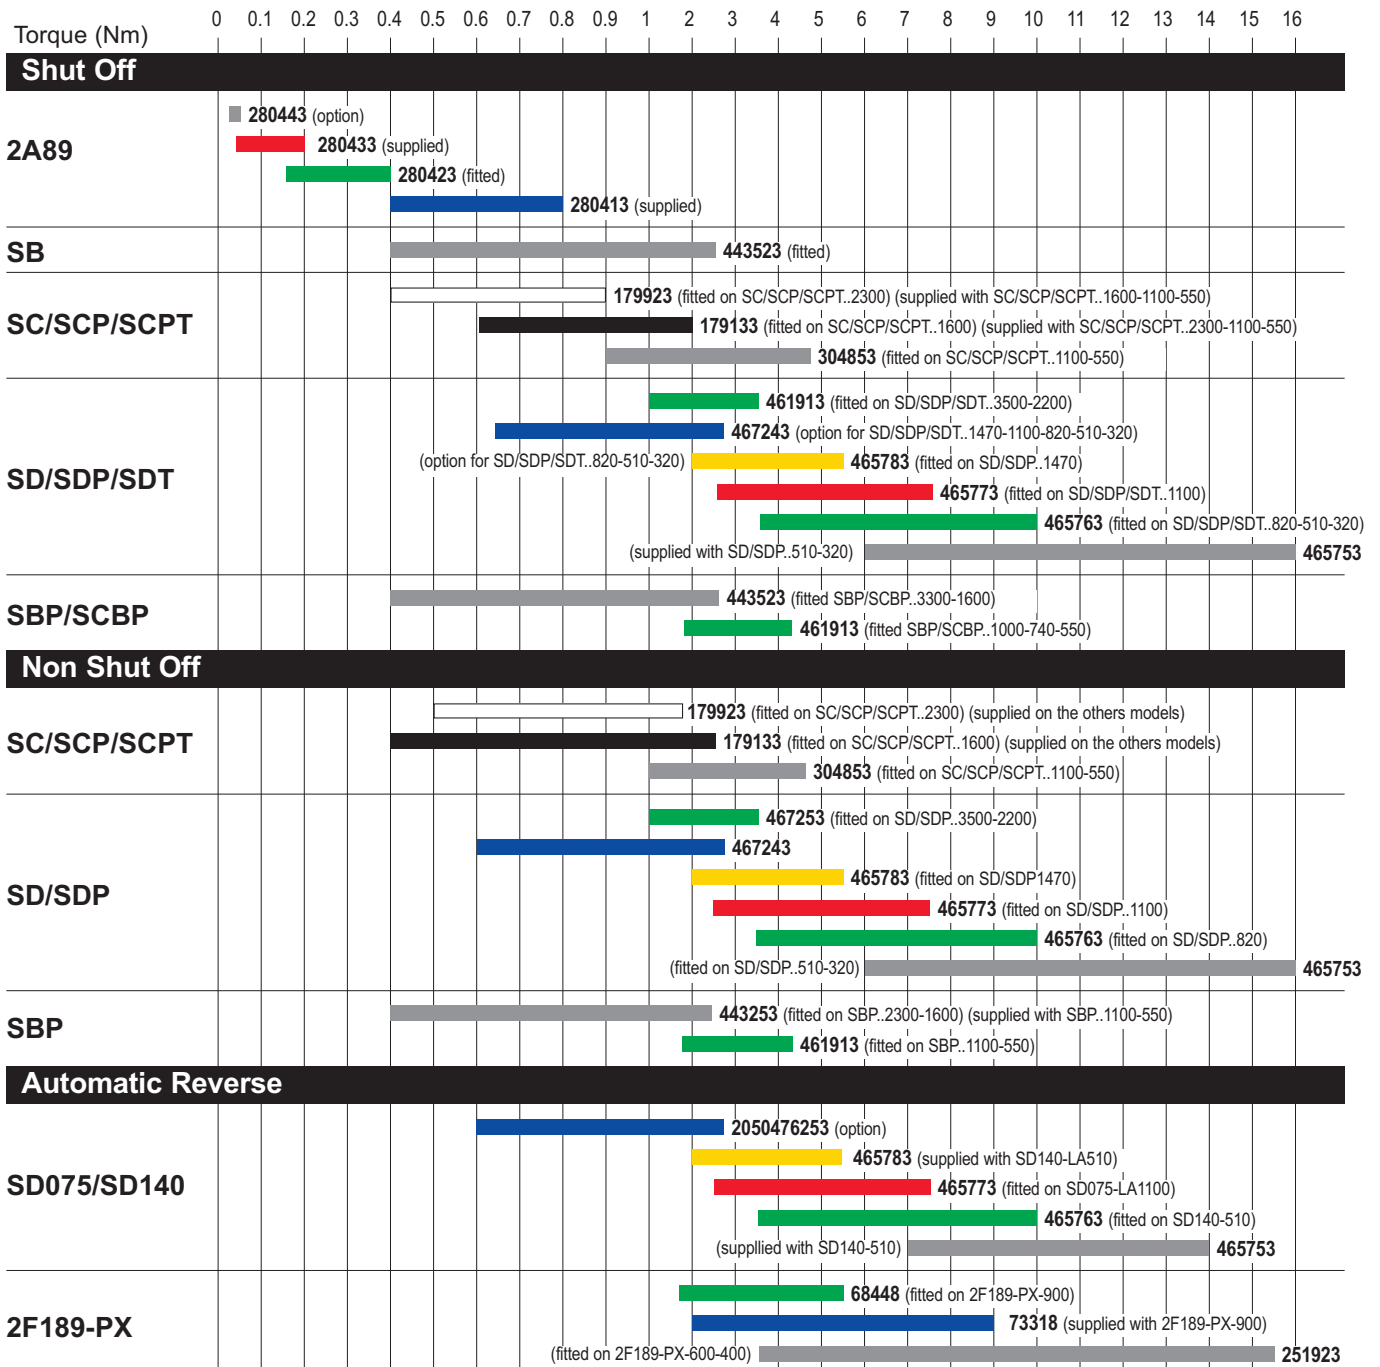 0 0.1 0.2 0.3 0.4 0.5 0.6 0.7 0.8 0.9 1 2 3 4 5 6 7 8 9 10 11 12 13 14 15 16
Torque (Nm)
Shut Off
280443 (option)
2A89
280433 (supplied)
280423 (fitted)
280413 (supplied)
SB
443523 (fitted)
179923 (fitted on SC/SCP/SCPT..2300) (supplied with SC/SCP/SCPT..1600-1100-550)
SC/SCP/SCPT
179133 (fitted on SC/SCP/SCPT..1600) (supplied with SC/SCP/SCPT..2300-1100-550)
304853 (fitted on SC/SCP/SCPT..1100-550)
461913 (fitted on SD/SDP/SDT..3500-2200)
467243 (option for SD/SDP/SDT..1470-1100-820-510-320)
(option for SD/SDP/SDT..820-510-320) 465783 (fitted on SD/SDP..1470)
SD/SDP/SDT
465773 (fitted on SD/SDP/SDT..1100)
465763 (fitted on SD/SDP/SDT..820-510-320)
(supplied with SD/SDP..510-320) 465753
443523 (fitted SBP/SCBP..3300-1600)
SBP/SCBP
461913 (fitted SBP/SCBP..1000-740-550)
Non Shut Off
179923 (fitted on SC/SCP/SCPT..2300) (supplied on the others models)
SC/SCP/SCPT
179133 (fitted on SC/SCP/SCPT..1600) (supplied on the others models)
304853 (fitted on SC/SCP/SCPT..1100-550)
467253 (fitted on SD/SDP..3500-2200)
467243
465783 (fitted on SD/SDP1470)
SD/SDP
465773 (fitted on SD/SDP..1100)
465763 (fitted on SD/SDP..820)
(fitted on SD/SDP..510-320) 465753
443253 (fitted on SBP..2300-1600) (supplied with SBP..1100-550)
SBP
461913 (fitted on SBP..1100-550)
Automatic Reverse
2050476253 (option)
465783 (supplied with SD140-LA510)
SD075/SD140
465773 (fitted on SD075-LA1100)
465763 (fitted on SD140-510)
(suppllied with SD140-510) 465753
68448 (fitted on 2F189-PX-900)
2F189-PX
73318 (supplied with 2F189-PX-900)
(fitted on 2F189-PX-600-400) 251923